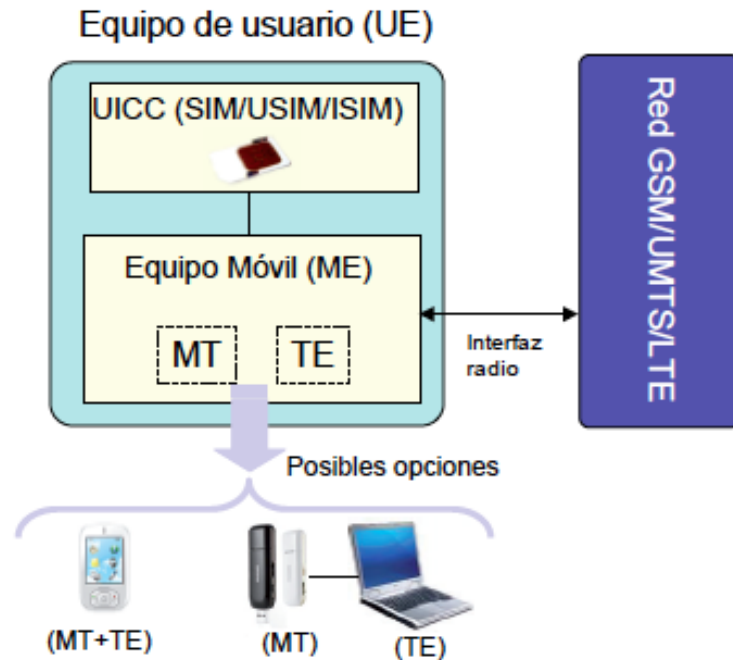 Equipo de usuario (UE)
UICC (SIM/USIM/ISIM)
Equipo Móvil (ME)
MT
TE
Interfaz
radio
Red GSM/UMTS/LTE
Posibles opciones
(MT+TE)
(MT)
(TE)